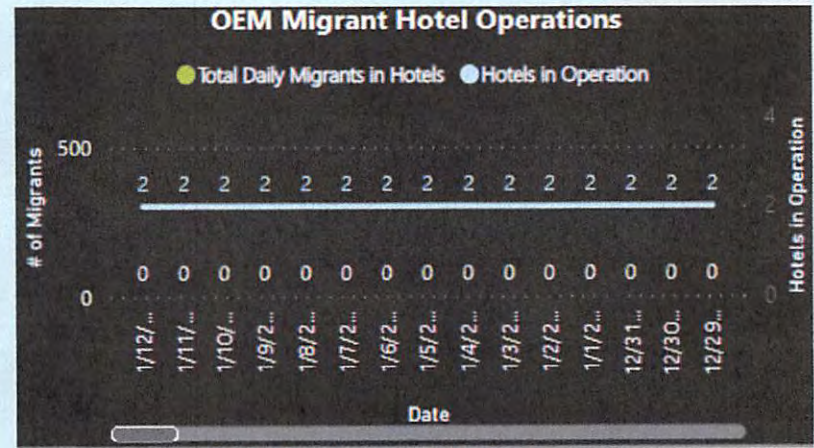 OEM Migrant Hotel Operations
Total Daily Migrants in Hotels Hotels in Operation
# of Migrants
500
0
2 2 2 2 2 2 2 2 2 2 2 2 2 2 2
0 0 0 0 0 0 0 0 0 0 0 0 0 0 0
4
2
0
Hotels in Operation
1/12/...
1/11/...
1/10/...
1/9/2...
1/8/2...
1/7/2...
1/6/2...
1/5/2...
1/4/2...
1/3/2...
1/2/2...
1/1/2...
12/31...
12/30...
12/29...
Date